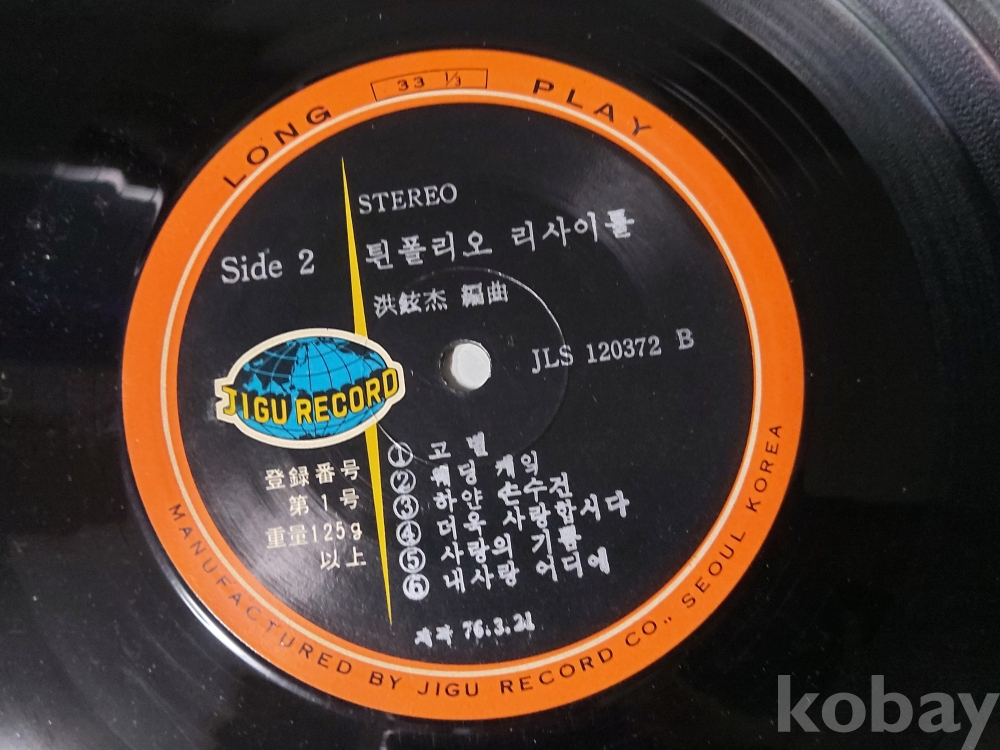 LONG 33 ⅓ PLAY
STEREO
Side 2
튄폴리오 리사이틀
洪鉉杰 編曲
JLS 120372 B
JIGU RECORD
登録番号
第1号
重量125g
以上
① 고 별
② 웨딩 케익
③ 하얀 손수건
④ 더욱 사랑합시다
⑤ 사랑의 기쁨
⑥ 내사랑 어디에
76.3.21
MANUFACTURED BY JIGU RECORD CO., SEOUL KOREA
kobay